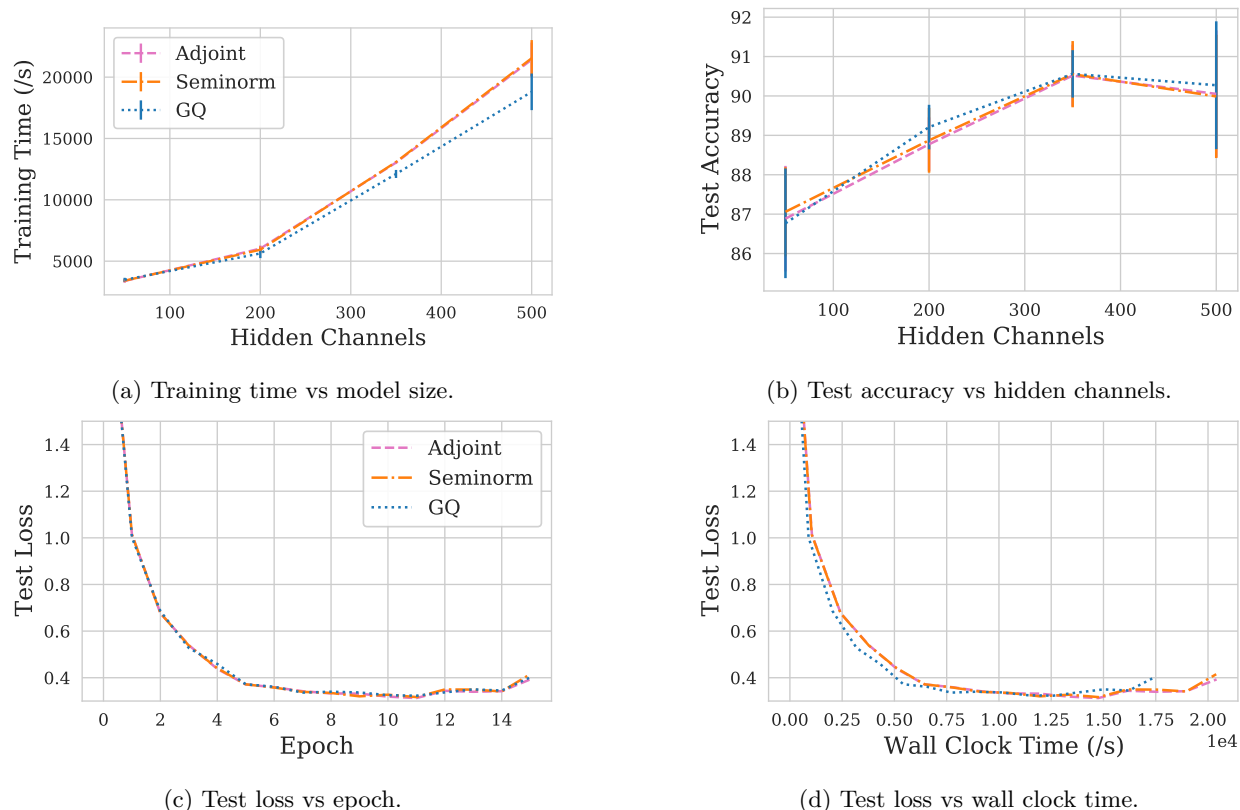 Training Time (/s)
20000
15000
10000
5000
Adjoint
Seminorm
GQ
100 200 300 400 500
Hidden Channels
(a) Training time vs model size.
Test Accuracy
92
91
90
89
88
87
86
100 200 300 400 500
Hidden Channels
(b) Test accuracy vs hidden channels.
Test Loss
1.4
1.2
1.0
0.8
0.6
0.4
Adjoint
Seminorm
GQ
0 2 4 6 8 10 12 14
Epoch
(c) Test loss vs epoch.
Test Loss
1.4
1.2
1.0
0.8
0.6
0.4
0.00 0.25 0.50 0.75 1.00 1.25 1.50 1.75 2.00
1e4
Wall Clock Time (/s)
(d) Test loss vs wall clock time.